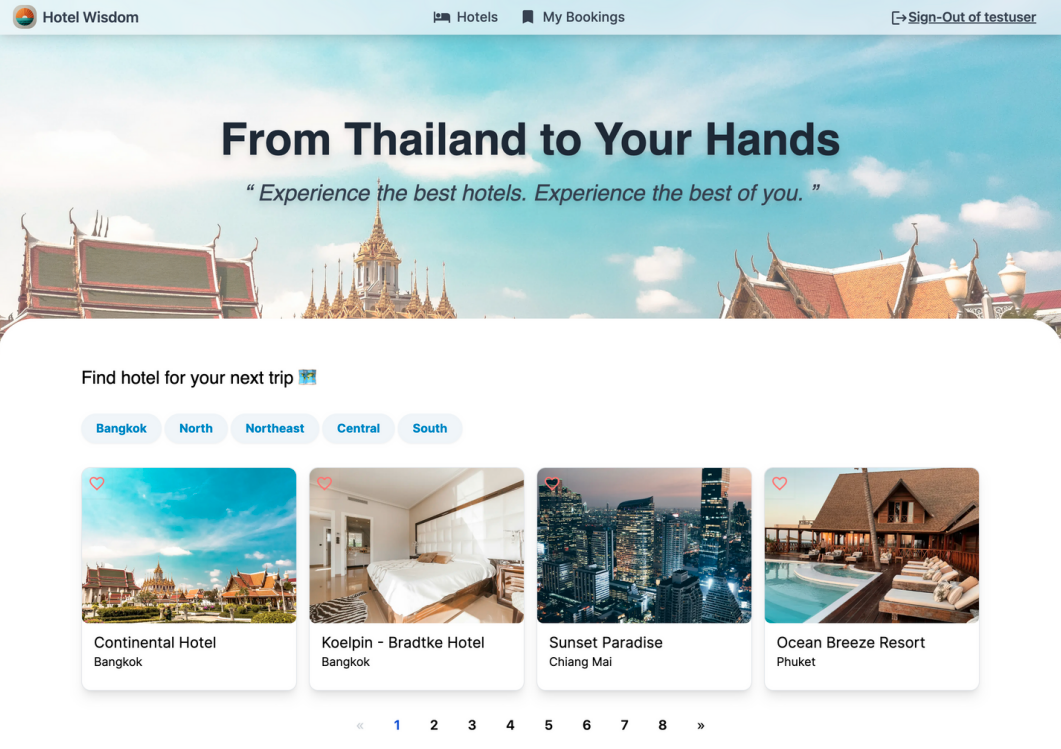 Hotel Wisdom
Hotels
My Bookings
Sign-Out of testuser
From Thailand to Your Hands
“ Experience the best hotels. Experience the best of you. ”
Find hotel for your next trip 🗺️
Bangkok North Northeast Central South
Continental Hotel
Bangkok
Koelpin - Bradtke Hotel
Bangkok
Sunset Paradise
Chiang Mai
Ocean Breeze Resort
Phuket
« 1 2 3 4 5 6 7 8 »